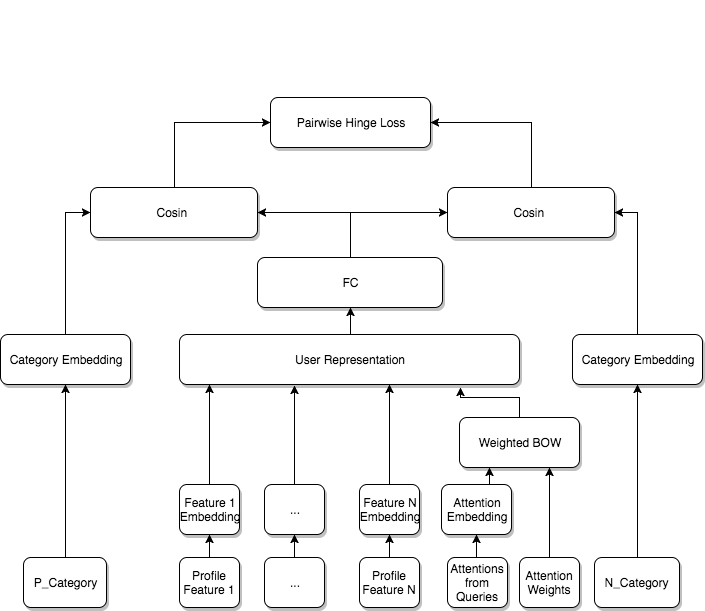 Pairwise Hinge Loss
Cosin
Cosin
FC
Category Embedding
User Representation
Category Embedding
Weighted BOW
Feature 1
Embedding
...
Feature N
Embedding
Attention
Embedding
P_Category
Profile
Feature 1
...
Profile
Feature N
Attentions
from
Queries
Attention
Weights
N_Category